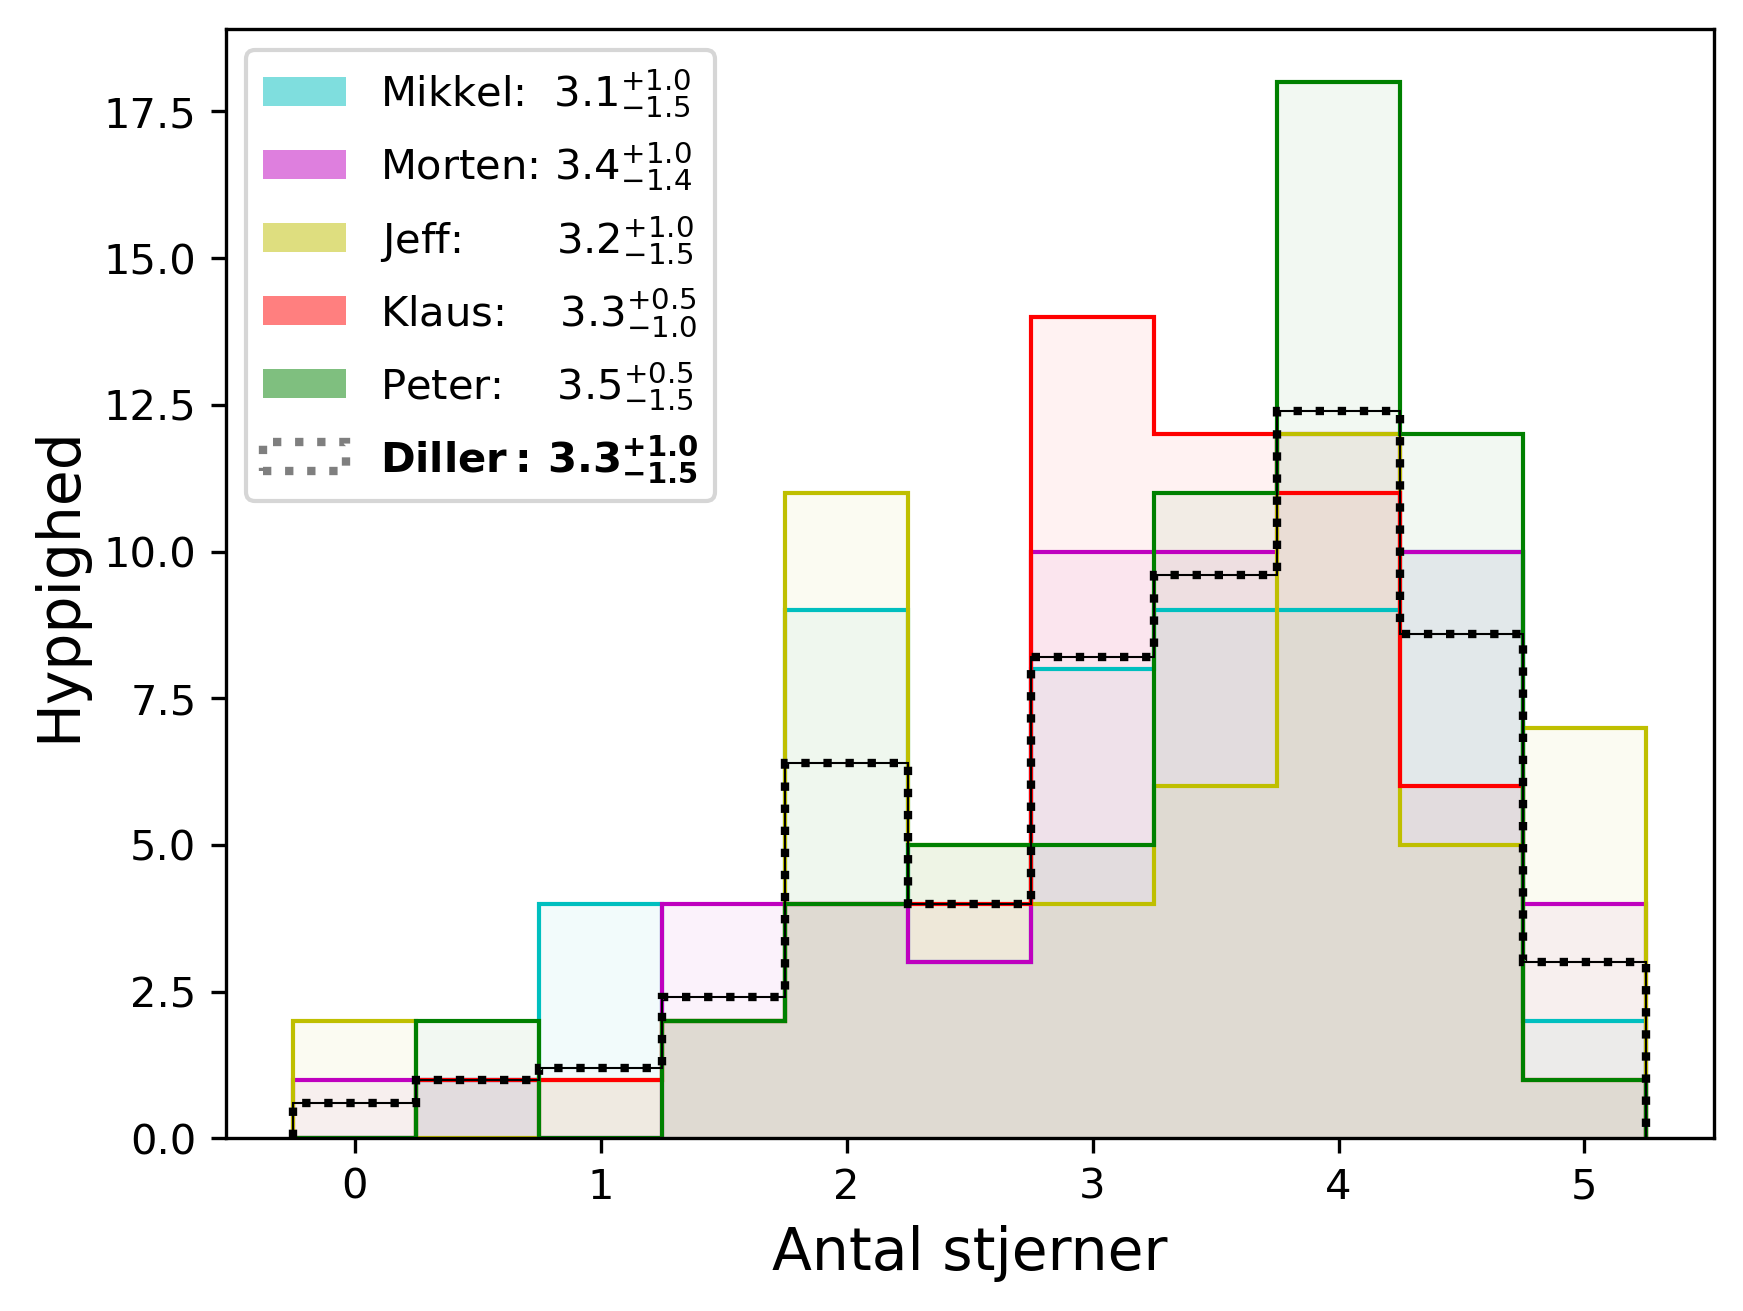 Mikkel: 3.1 +1.0 −1.5
Morten: 3.4 +1.0 −1.4
Jeff: 3.2 +1.0 −1.5
Klaus: 3.3 +0.5 −1.0
Peter: 3.5 +0.5 −1.5
Diller : 3.3 +1.0 −1.5
17.5
15.0
12.5
10.0
7.5
5.0
2.5
0.0
Hyppighed
0 1 2 3 4 5
Antal stjerner